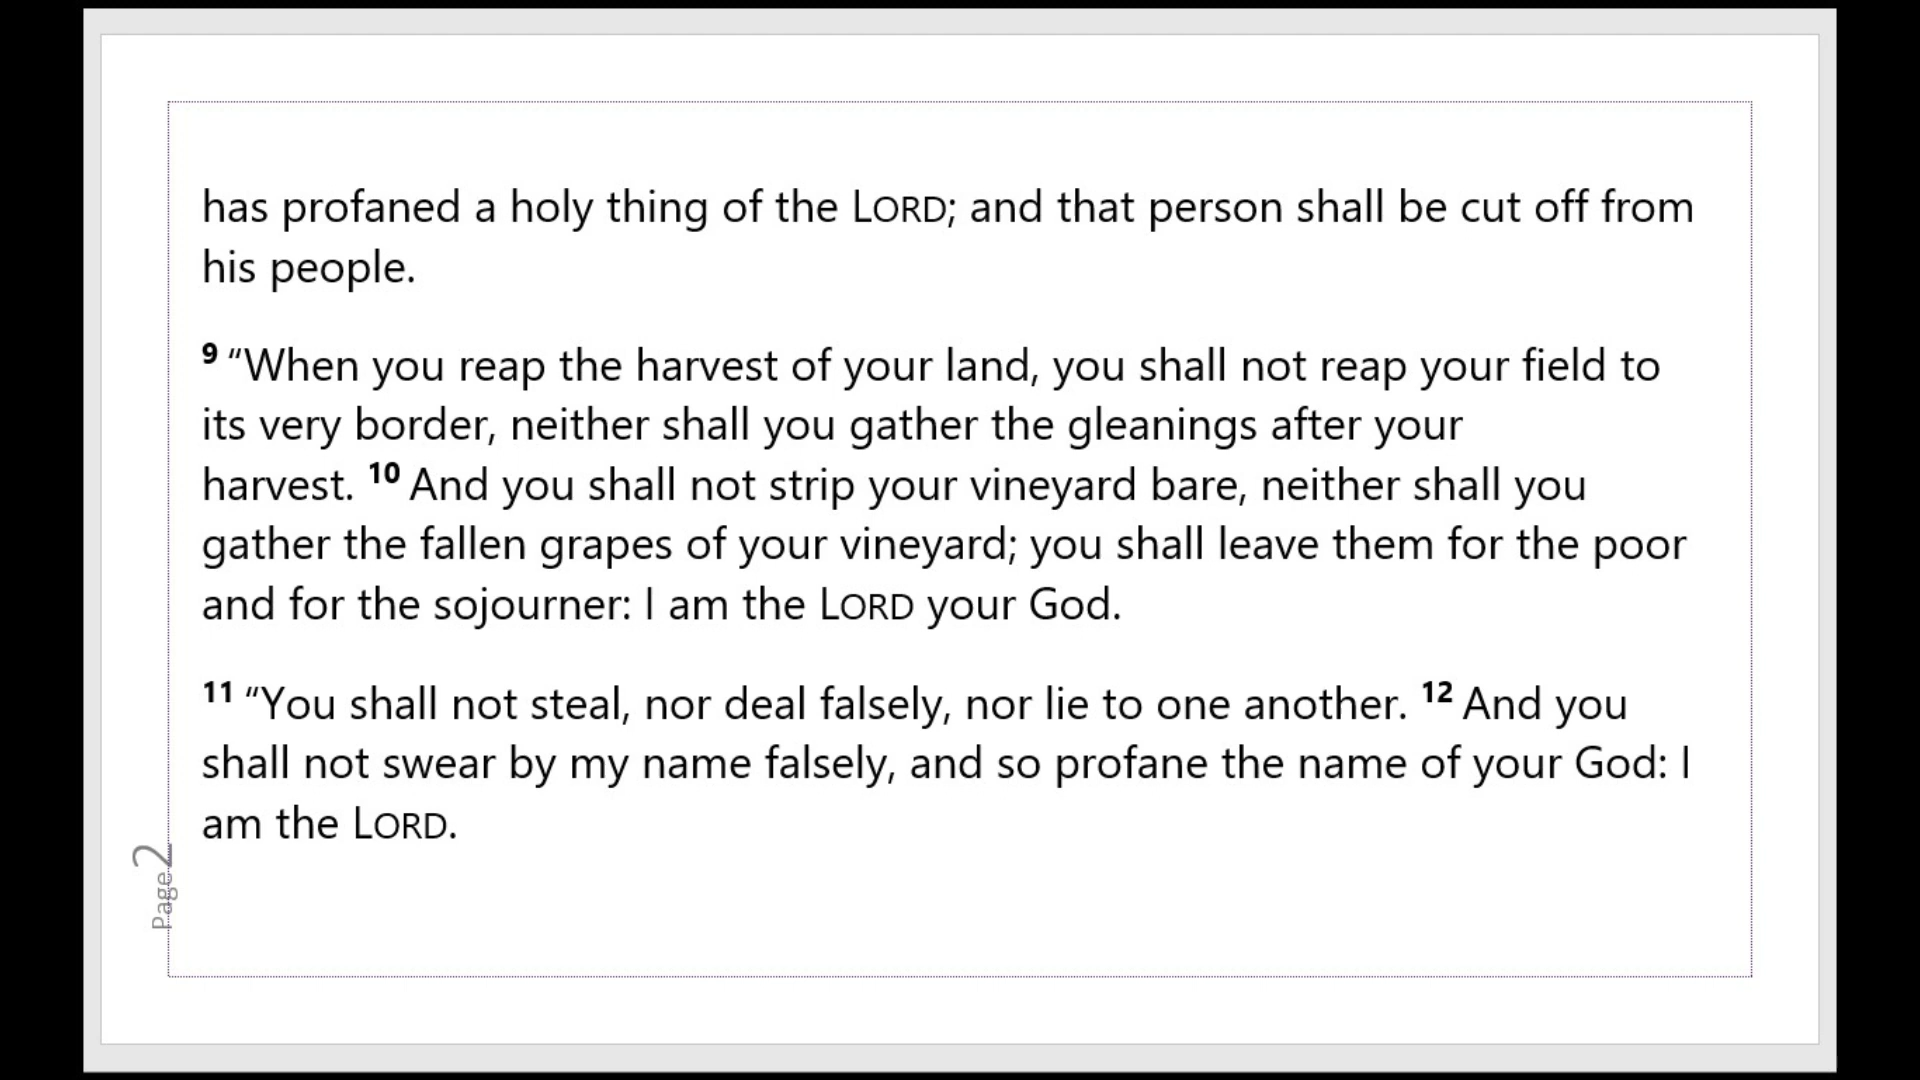 has profaned a holy thing of the LORD; and that person shall be cut off from
his people.
9 “When you reap the harvest of your land, you shall not reap your field to
its very border, neither shall you gather the gleanings after your
harvest. 10 And you shall not strip your vineyard bare, neither shall you
gather the fallen grapes of your vineyard; you shall leave them for the poor
and for the sojourner: I am the LORD your God.
11 “You shall not steal, nor deal falsely, nor lie to one another. 12 And you
shall not swear by my name falsely, and so profane the name of your God: I
am the LORD.
Page 2